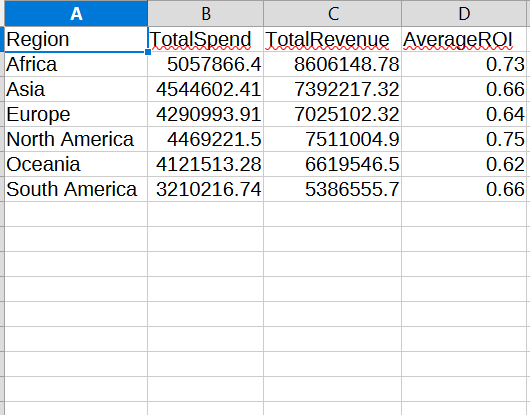 A B C D
Region TotalSpend TotalRevenue AverageROI
Africa 5057866.4 8606148.78 0.73
Asia 4544602.41 7392217.32 0.66
Europe 4290993.91 7025102.32 0.64
North America 4469221.5 7511004.9 0.75
Oceania 4121513.28 6619546.5 0.62
South America 3210216.74 5386555.7 0.66